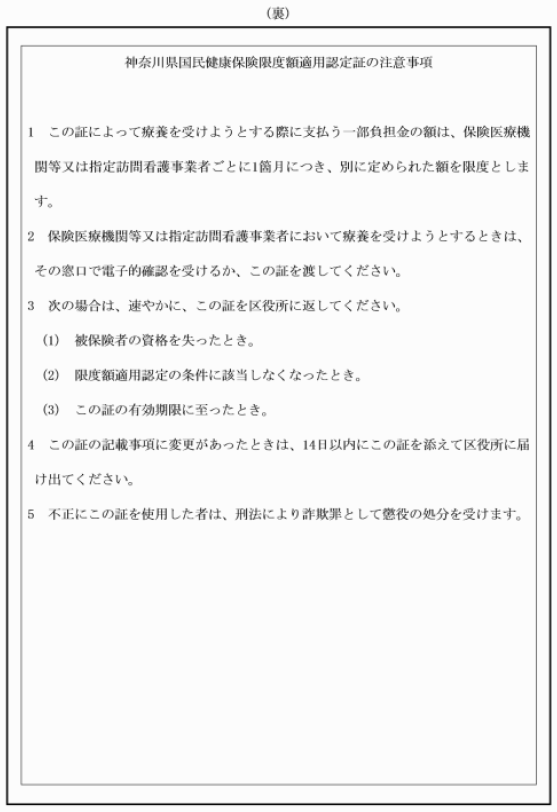 （裏）
神奈川県国民健康保険限度額適用認定証の注意事項
1　この証によって療養を受けようとする際に支払う一部負担金の額は、保険医療機
関等又は指定訪問看護事業者ごとに1箇月につき、別に定められた額を限度としま
す。
2　保険医療機関等又は指定訪問看護事業者において療養を受けようとするときは、
その窓口で電子的確認を受けるか、この証を渡してください。
3　次の場合は、速やかに、この証を区役所に返してください。
(1)　被保険者の資格を失ったとき。
(2)　限度額適用認定の条件に該当しなくなったとき。
(3)　この証の有効期限に至ったとき。
4　この証の記載事項に変更があったときは、14日以内にこの証を添えて区役所に届
け出てください。
5　不正にこの証を使用した者は、刑法により詐欺罪として懲役の処分を受けます。